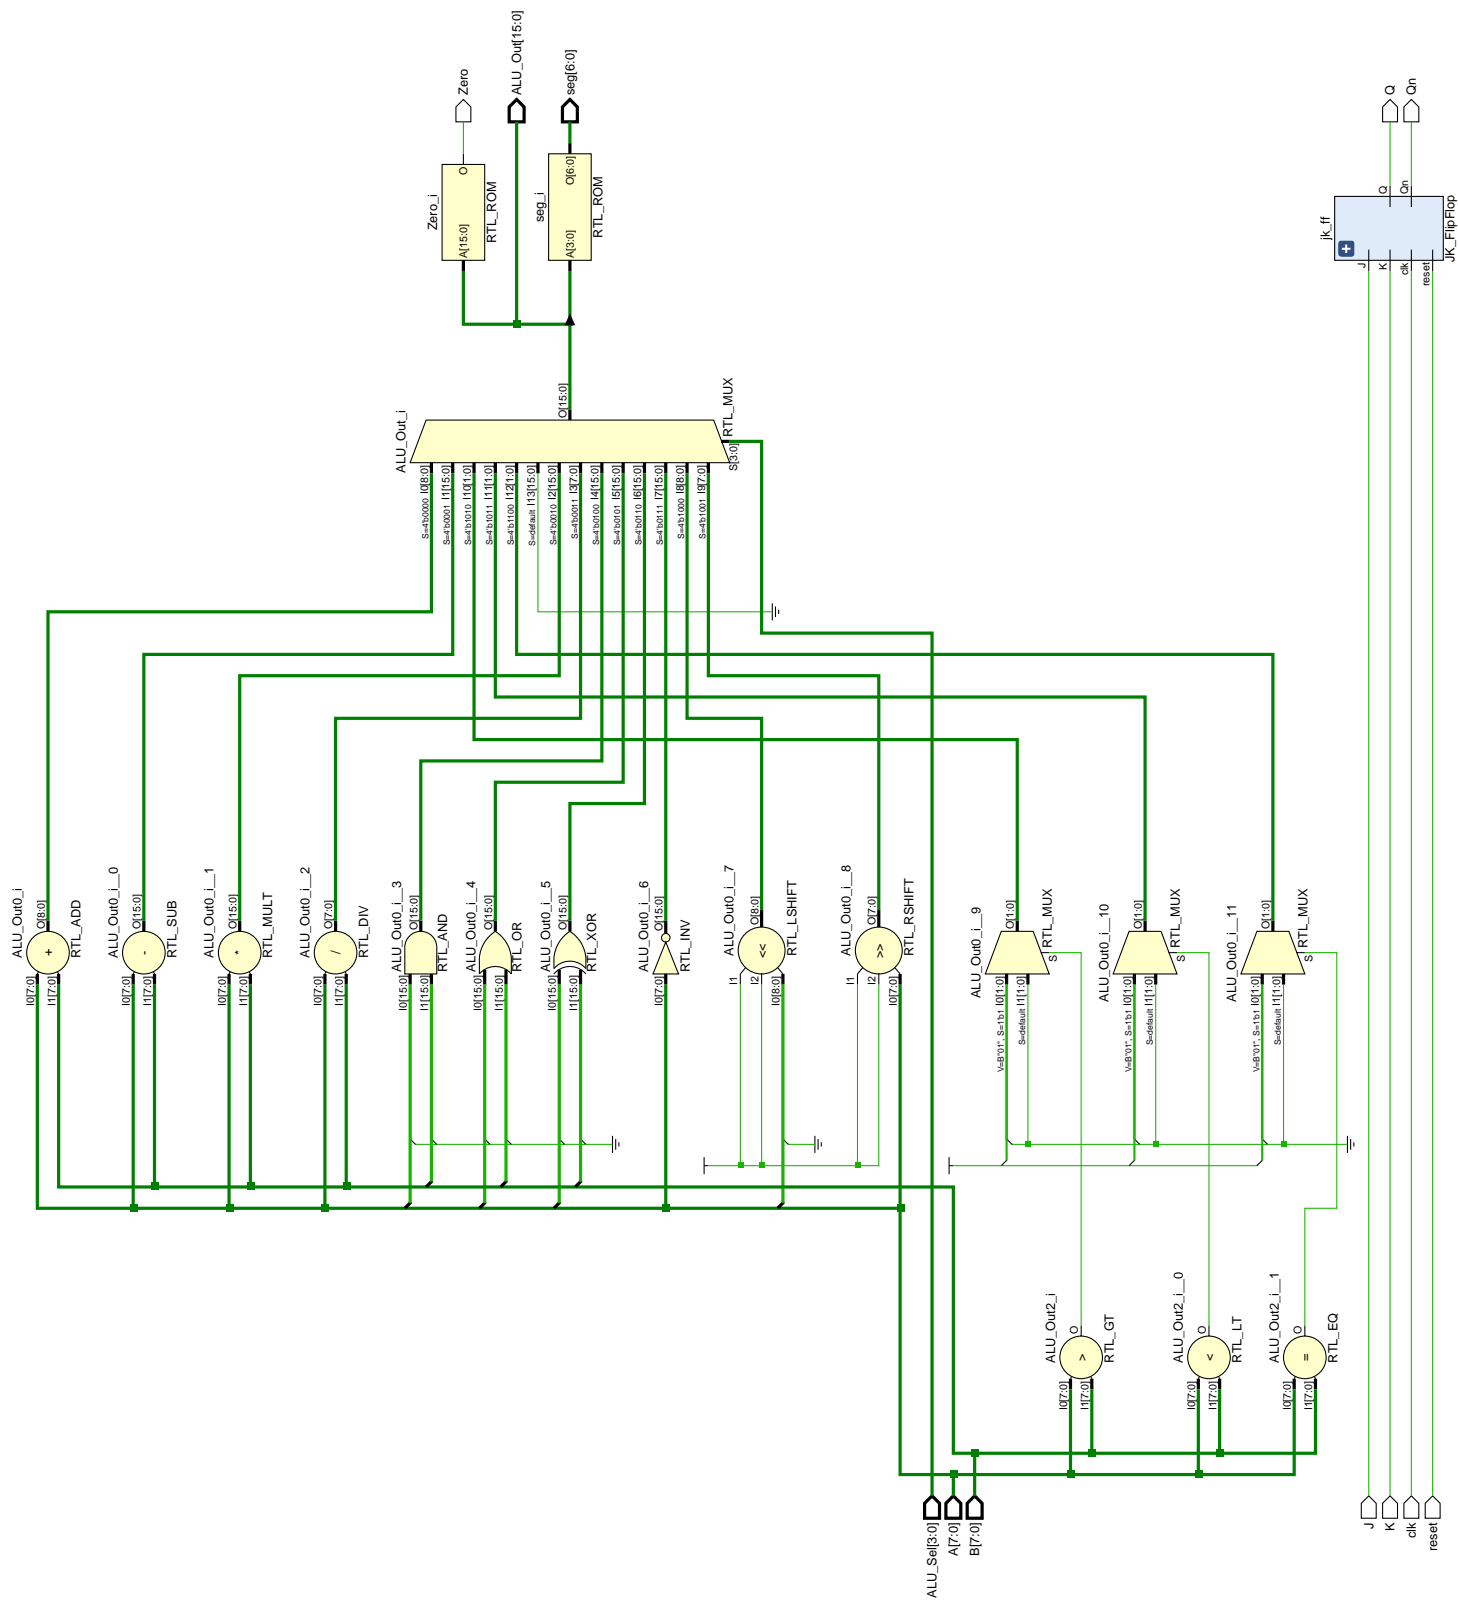 Zero
ALU_Out[15:0]
seg[6:0]
Q
Qn
Zero_i
O
A[15:0]
RTL_ROM
seg_i
O[6:0]
A[3:0]
RTL_ROM
jk_ff
Q
Qn
J
K
clk
reset
JK_FlipFlop
ALU_Out_i
O[15:0]
RTL_MUX
S[3:0]
S=4'b0000 I0[8:0]
S=4'b0001 I1[15:0]
S=4'b1010 I10[1:0]
S=4'b1011 I11[1:0]
S=4'b1100 I12[1:0]
S=default I13[15:0]
S=4'b0010 I2[15:0]
S=4'b0011 I3[7:0]
S=4'b0100 I4[15:0]
S=4'b0101 I5[15:0]
S=4'b0110 I6[15:0]
S=4'b0111 I7[15:0]
S=4'b1000 I8[8:0]
S=4'b1001 I9[7:0]
ALU_Out0_i
O[8:0]
+
RTL_ADD
I0[7:0]
I1[7:0]
ALU_Out0_i__0
O[15:0]
-
RTL_SUB
I0[7:0]
I1[7:0]
ALU_Out0_i__1
O[15:0]
*
RTL_MULT
I0[7:0]
I1[7:0]
ALU_Out0_i__2
O[7:0]
/
RTL_DIV
I0[7:0]
I1[7:0]
ALU_Out0_i__3
O[15:0]
RTL_AND
I0[15:0]
I1[15:0]
ALU_Out0_i__4
O[15:0]
RTL_OR
I0[15:0]
I1[15:0]
ALU_Out0_i__5
O[15:0]
RTL_XOR
I0[15:0]
I1[15:0]
ALU_Out0_i__6
O[15:0]
RTL_INV
I0[7:0]
ALU_Out0_i__7
O[8:0]
<<
RTL_LSHIFT
I1
I2
I0[8:0]
ALU_Out0_i__8
O[7:0]
>>
RTL_RSHIFT
I1
I2
I0[7:0]
ALU_Out0_i__9
O[1:0]
RTL_MUX
S
V=B"01", S=1'b1 I0[1:0]
S=default I1[1:0]
ALU_Out0_i__10
O[1:0]
RTL_MUX
S
V=B"01", S=1'b1 I0[1:0]
S=default I1[1:0]
ALU_Out0_i__11
O[1:0]
RTL_MUX
S
V=B"01", S=1'b1 I0[1:0]
S=default I1[1:0]
ALU_Out2_i
O
>
RTL_GT
I0[7:0]
I1[7:0]
ALU_Out2_i__0
O
<
RTL_LT
I0[7:0]
I1[7:0]
ALU_Out2_i__1
O
=
RTL_EQ
I0[7:0]
I1[7:0]
ALU_Sel[3:0]
A[7:0]
B[7:0]
J
K
clk
reset